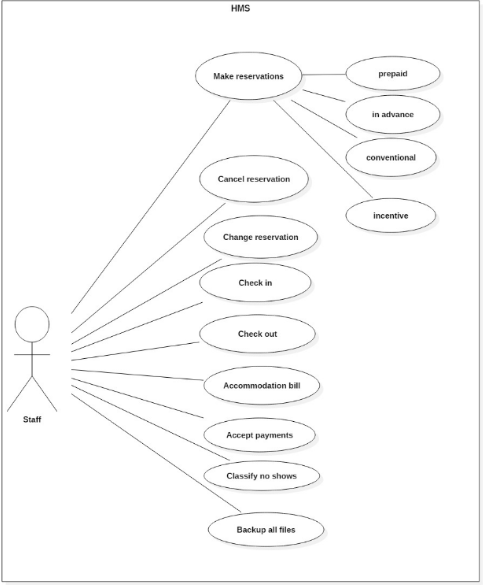 HMS
Make reservations
prepaid
in advance
conventional
incentive
Cancel reservation
Change reservation
Check in
Check out
Accommodation bill
Accept payments
Classify no shows
Backup all files
Staff